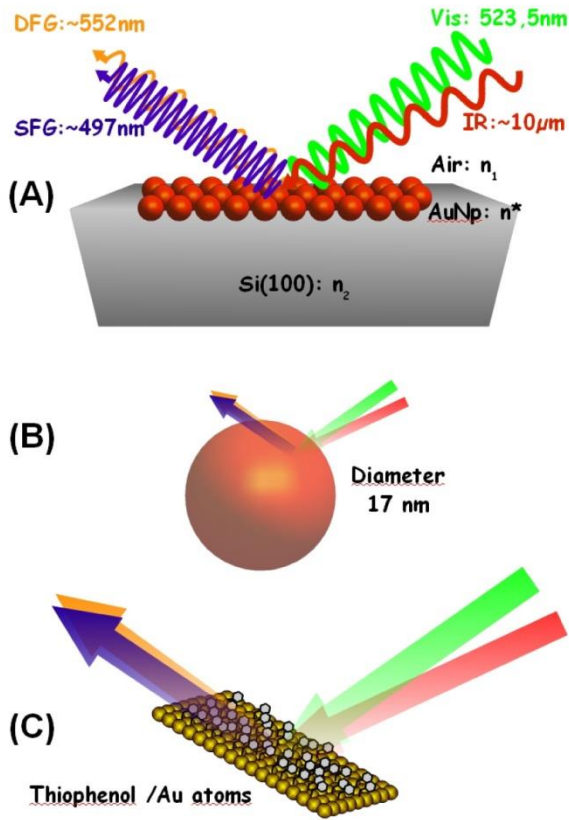 DFG:~552nm
Vis: 523,5nm
SFG:~497nm
IR:~10µm
Air: n₁
(A)
AuNp: n*
Si(100): n₂
(B)
Diameter
17 nm
(C)
Thiophenol /Au atoms